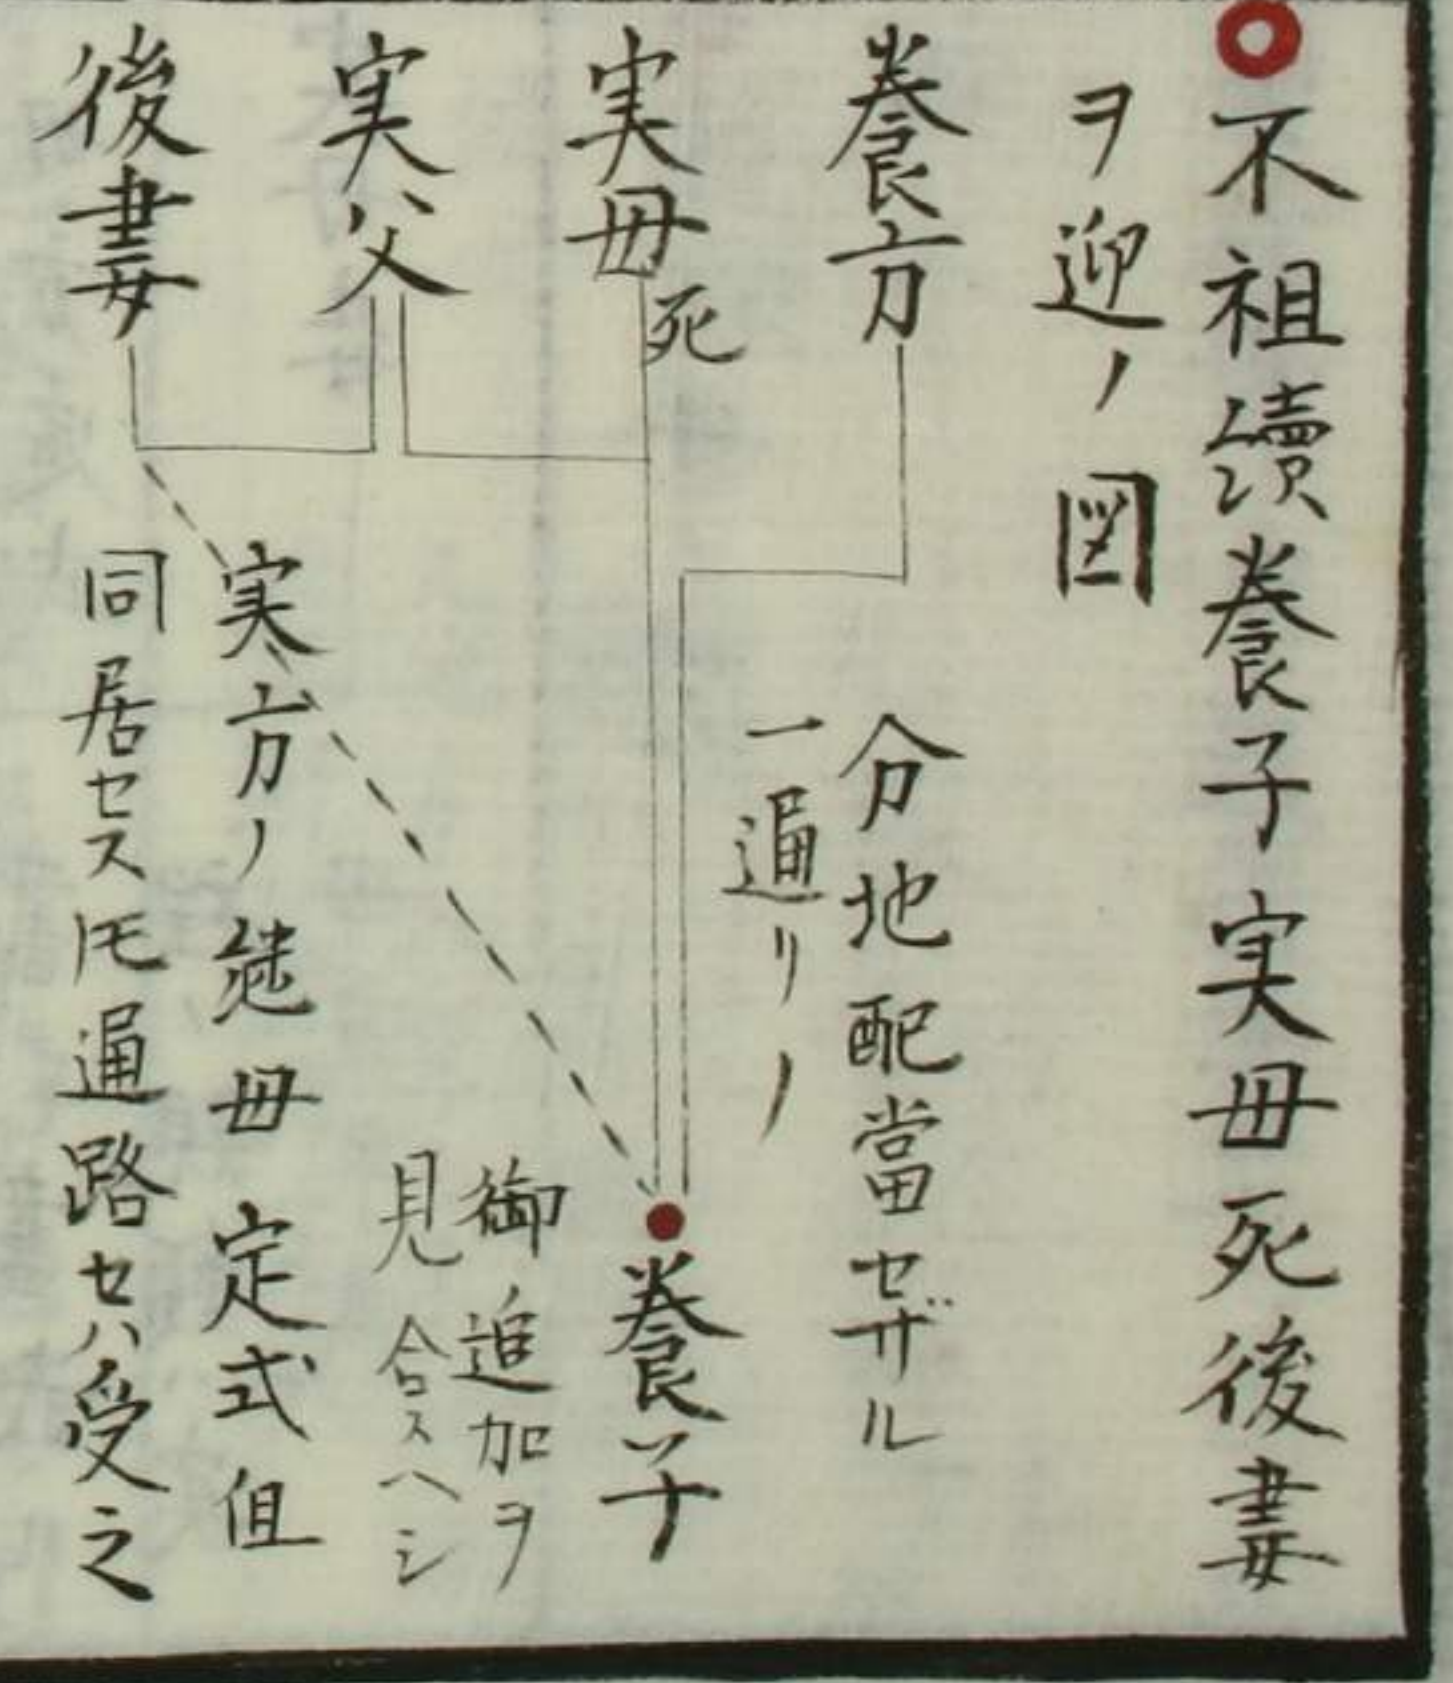 不祖續養子実母死後妻
ヲ迎ノ図
養方
実母死
実父
後妻
分地配當セザル
一通リノ
養子
御追加ヲ
見合スヘシ
実方ノ継母定式但
同居セス圧通路セハ受之